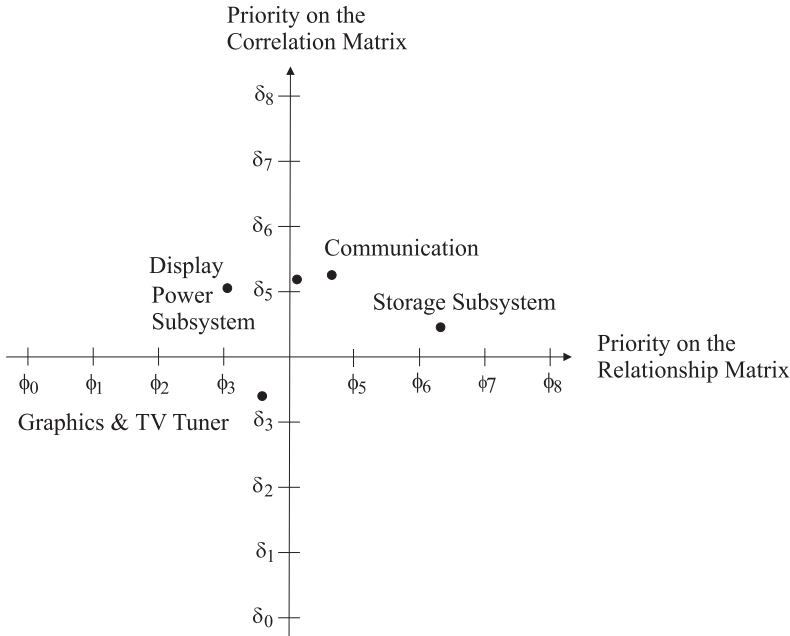 Priority on the
Correlation Matrix
δ8
δ7
δ6
Communication
Display
δ5
Power
Subsystem
Storage Subsystem
Priority on the
Relationship Matrix
ϕ0 ϕ1 ϕ2 ϕ3 ϕ5 ϕ6 ϕ7 ϕ8
Graphics & TV Tuner
δ3
δ2
δ1
δ0